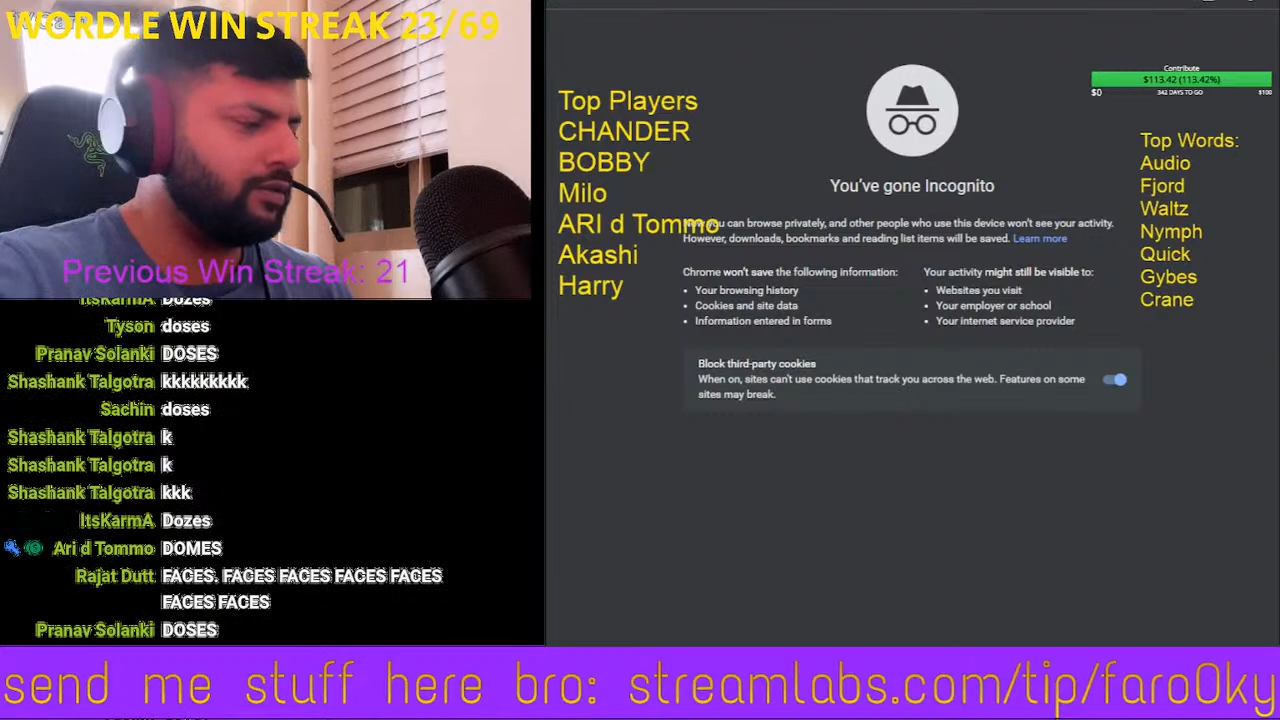 WORDLE WIN STREAK 23/69
Previous Win Streak: 21
ItsKarmA Dozes
Tyson doses
Pranav Solanki DOSES
Shashank Talgotra kkkkkkkkk
Sachin doses
Shashank Talgotra k
Shashank Talgotra k
Shashank Talgotra kkk
ItsKarmA Dozes
Ari d Tommo DOMES
Rajat Dutt FACES. FACES FACES FACES FACES
FACES FACES
Pranav Solanki DOSES
Top Players
CHANDER
BOBBY
Milo
ARI d Tommo
Akashi
Harry
You've gone Incognito
you can browse privately, and other people who use this device won't see your activity.
However, downloads, bookmarks and reading list items will be saved. Learn more
Chrome won't save the following information:
• Your browsing history
• Cookies and site data
• Information entered in forms
Your activity might still be visible to:
• Websites you visit
• Your employer or school
• Your internet service provider
Block third-party cookies
When on, sites can't use cookies that track you across the web. Features on some
sites may break.
Contribute
$113.42 (113.42%)
$0 342 DAYS TO GO $100
Top Words:
Audio
Fjord
Waltz
Nymph
Quick
Gybes
Crane
send me stuff here bro: streamlabs.com/tip/faro0ky